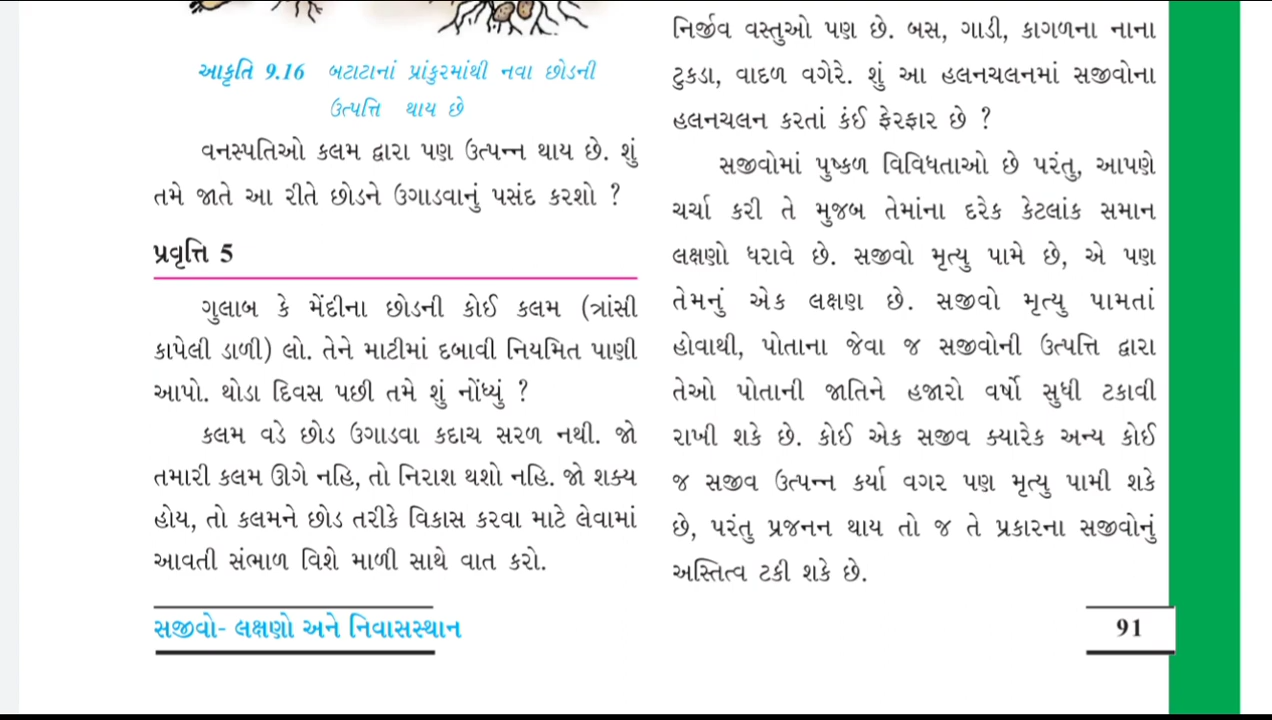 આકૃતિ 9.16 બટાટાનાં પ્રાંકુરમાંથી નવા છોડની
ઉત્પત્તિ થાય છે
વનસ્પતિઓ કલમ દ્વારા પણ ઉત્પન્ન થાય છે. શું
તમે જાતે આ રીતે છોડને ઉગાડવાનું પસંદ કરશો ?
પ્રવૃત્તિ 5
ગુલાબ કે મેંદીના છોડની કોઈ કલમ (ત્રાંસી
કાપેલી ડાળી) લો. તેને માટીમાં દબાવી નિયમિત પાણી
આપો. થોડા દિવસ પછી તમે શું નોંધ્યું ?
કલમ વડે છોડ ઉગાડવા કદાચ સરળ નથી. જો
તમારી કલમ ઊગે નહિ, તો નિરાશ થશો નહિ. જો શક્ય
હોય, તો કલમને છોડ તરીકે વિકાસ કરવા માટે લેવામાં
આવતી સંભાળ વિશે માળી સાથે વાત કરો.
નિર્જીવ વસ્તુઓ પણ છે. બસ, ગાડી, કાગળના નાના
ટુકડા, વાદળ વગેરે. શું આ હલનચલનમાં સજીવોના
હલનચલન કરતાં કંઈ ફેરફાર છે ?
સજીવોમાં પુષ્કળ વિવિધતાઓ છે પરંતુ, આપણે
ચર્ચા કરી તે મુજબ તેમાંના દરેક કેટલાંક સમાન
લક્ષણો ધરાવે છે. સજીવો મૃત્યુ પામે છે, એ પણ
તેમનું એક લક્ષણ છે. સજીવો મૃત્યુ પામતાં
હોવાથી, પોતાના જેવા જ સજીવોની ઉત્પત્તિ દ્વારા
તેઓ પોતાની જાતિને હજારો વર્ષો સુધી ટકાવી
રાખી શકે છે. કોઈ એક સજીવ ક્યારેક અન્ય કોઈ
જ સજીવ ઉત્પન્ન કર્યા વગર પણ મૃત્યુ પામી શકે
છે, પરંતુ પ્રજનન થાય તો જ તે પ્રકારના સજીવોનું
અસ્તિત્વ ટકી શકે છે.
સજીવો- લક્ષણો અને નિવાસસ્થાન
91